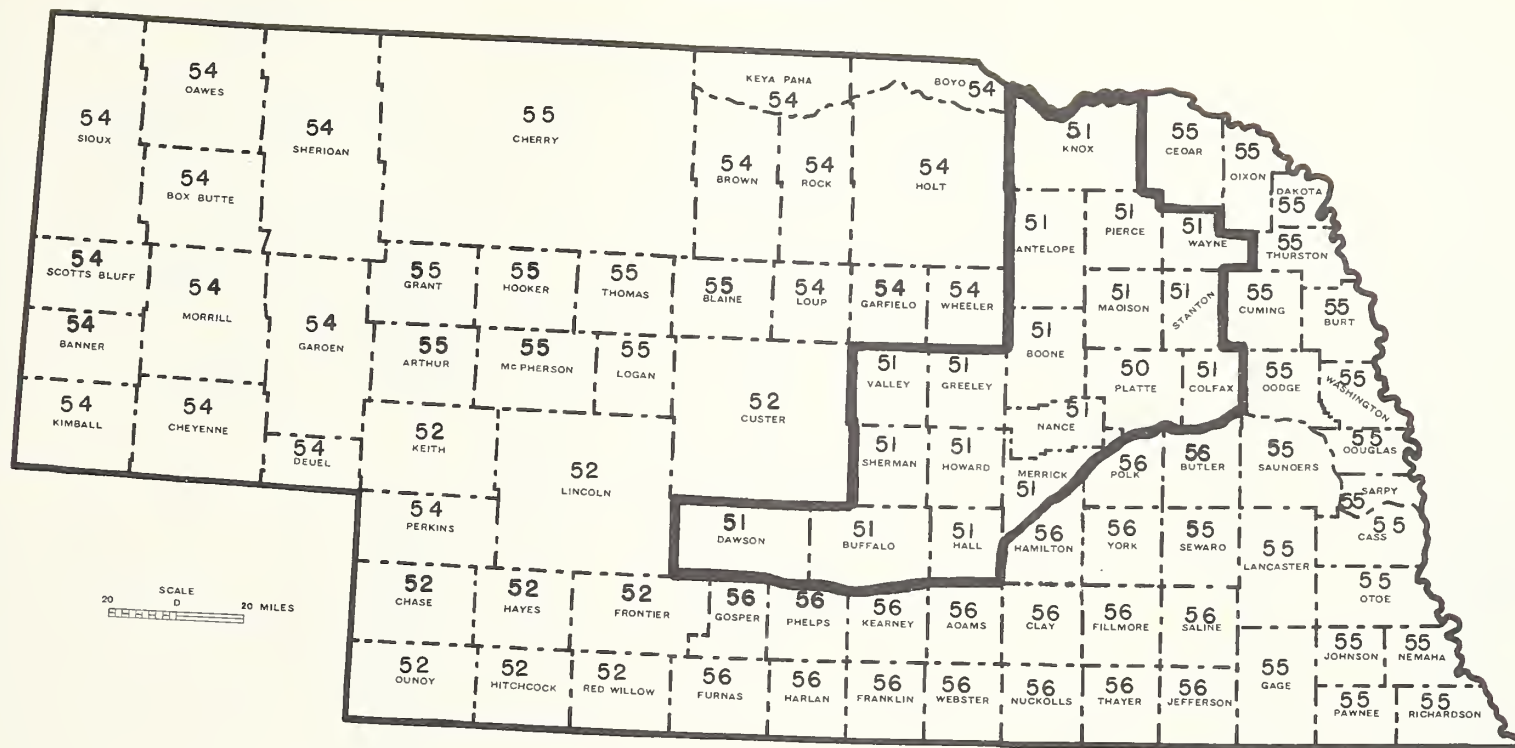 54
SIOUX
54
OAWES
54
BOX BUTTE
54
SHERIOAN
55
CHERRY
KEYA PAHA
54
BOYO 54
54
BROWN
54
ROCK
54
HOLT
51
KNOX
55
CEOAR
55
OIXON
DAKOTA
55
54
SCOTTS BLUFF
54
MORRILL
54
GAROEN
55
GRANT
55
HOOKER
55
THOMAS
55
BLAINE
54
LOUP
54
GARFIELO
54
WHEELER
51
ANTELOPE
51
PIERCE
51
WAYNE
55
THURSTON
54
BANNER
55
ARTHUR
55
McPHERSON
55
LOGAN
52
CUSTER
51
VALLEY
51
GREELEY
51
BOONE
51
MAOISON
51
STANTON
55
CUMING
55
BURT
54
KIMBALL
54
CHEYENNE
54
DEUEL
52
KEITH
52
LINCOLN
51
SHERMAN
51
HOWARD
51
NANCE
50
PLATTE
51
COLFAX
55
OODGE
55
WASHINGTON
54
PERKINS
51
DAWSON
51
BUFFALO
51
HALL
MERRICK
51
56
POLK
56
BUTLER
55
SAUNDERS
55
OOUGLAS
SARPY
55
56
HAMILTON
56
YORK
55
SEWARO
55
LANCASTER
55
CASS
55
OTOE
SCALE
20 0 20 MILES
52
CHASE
52
HAYES
52
FRONTIER
56
GOSPER
56
PHELPS
56
KEARNEY
56
AOAMS
56
CLAY
56
FILLMORE
56
SALINE
55
GAGE
55
JOHNSON
55
NEMAHA
52
OUNOY
52
HITCHCOCK
52
RED WILLOW
56
FURNAS
56
HARLAN
56
FRANKLIN
56
WEBSTER
56
NUCKOLLS
56
THAYER
56
JEFFERSON
55
PAWNEE
55
RICHARDSON